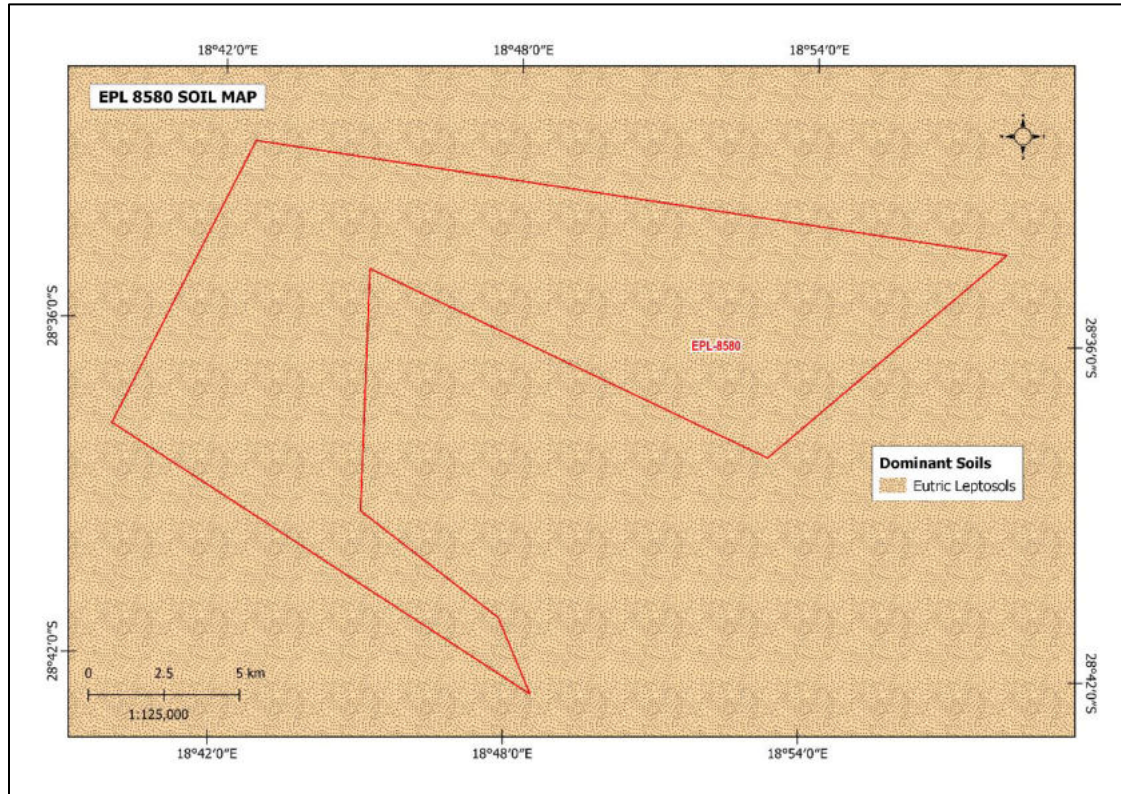 18°42'0"E
18°48'0"E
18°54'0"E
EPL 8580 SOIL MAP
28°36'0"S
28°36'0"S
EPL-8580
Dominant Soils
Eutric Leptosols
28°42'0"S
28°42'0"S
0 2.5 5 km
1:125,000
18°42'0"E
18°48'0"E
18°54'0"E